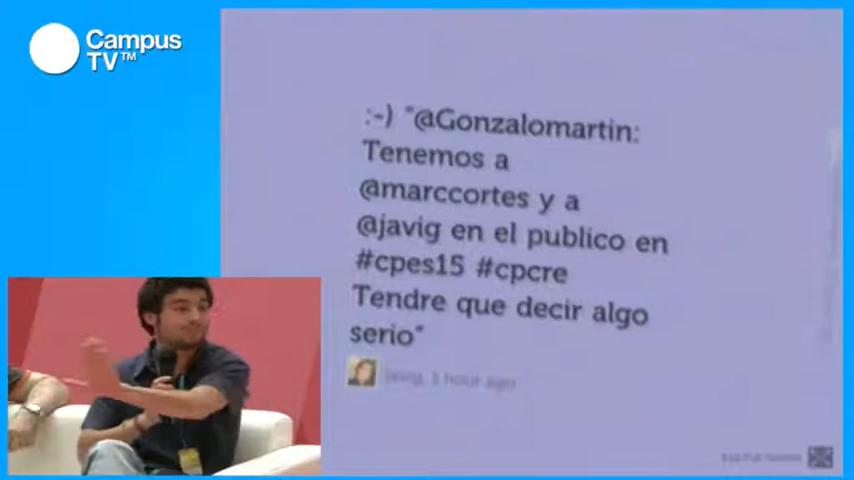 Campus
TV™
:-) "@Gonzalomartin:
Tenemos a
@marccortes y a
@javig en el publico en
#cpes15 #cpcre
Tendre que decir algo
serio"
javig, 1 hour ago